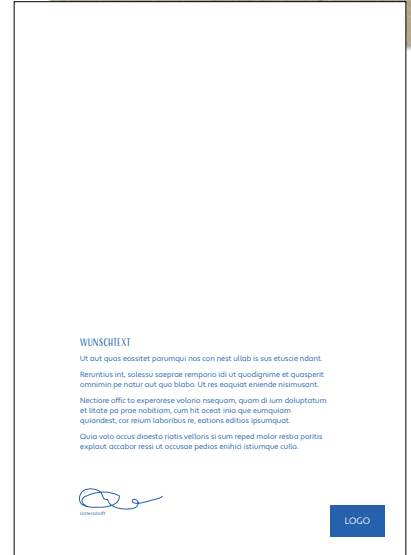 WUNSCHTEXT
Ut aut quas eossitet parumqui nos con nest ullab is sus etuscie ndant.
Reruntius int, solessu saeprae remporio idi ut quodignime et quasperit
omnimin pe natur aut quo blabo. Ut res eaquiat eniende nisimusant.
Nectiore offic to experorese volorio nsequam, quam di ium doluptatum
et litate pa prae nobitiam, cum hit aceat inia que eumquiam
quiandest, cor reium laboribus re, eations editios ipsumquat.
Quia volo occus diaesto riatis velloris si sum reped molor restia poritis
explaut accabor ressi ut occusae pedios enihici istiumque cullo.
Unterschrift
LOGO